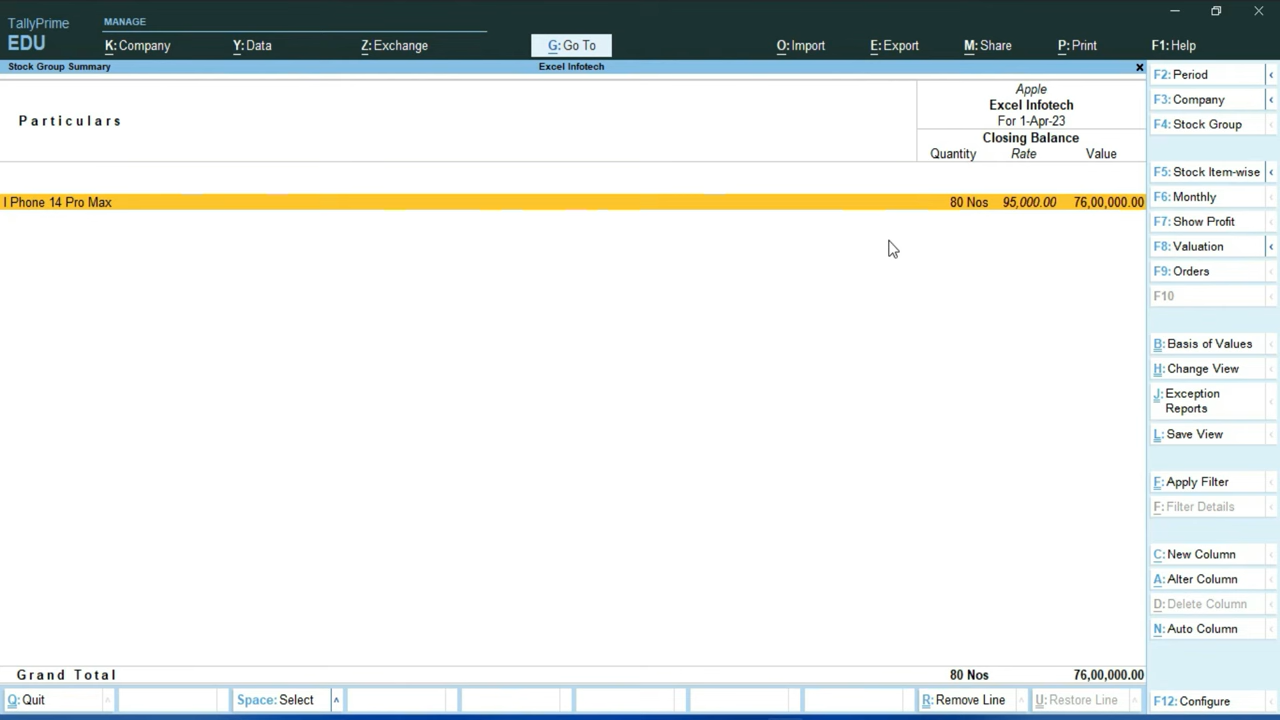 TallyPrime
EDU
MANAGE
K: Company
Y: Data
Z: Exchange
G: Go To
O: Import
E: Export
M: Share
P: Print
F1: Help
Stock Group Summary
Excel Infotech
Particulars
Apple
Excel Infotech
For 1-Apr-23
Closing Balance
Quantity Rate Value
I Phone 14 Pro Max 80 Nos 95,000.00 76,00,000.00
Grand Total 80 Nos 76,00,000.00
F2: Period
F3: Company
F4: Stock Group
F5: Stock Item-wise
F6: Monthly
F7: Show Profit
F8: Valuation
F9: Orders
F10
B: Basis of Values
H: Change View
J: Exception
Reports
L: Save View
F: Apply Filter
F: Filter Details
C: New Column
A: Alter Column
D: Delete Column
N: Auto Column
Q: Quit
Space: Select
R: Remove Line
U: Restore Line
F12: Configure